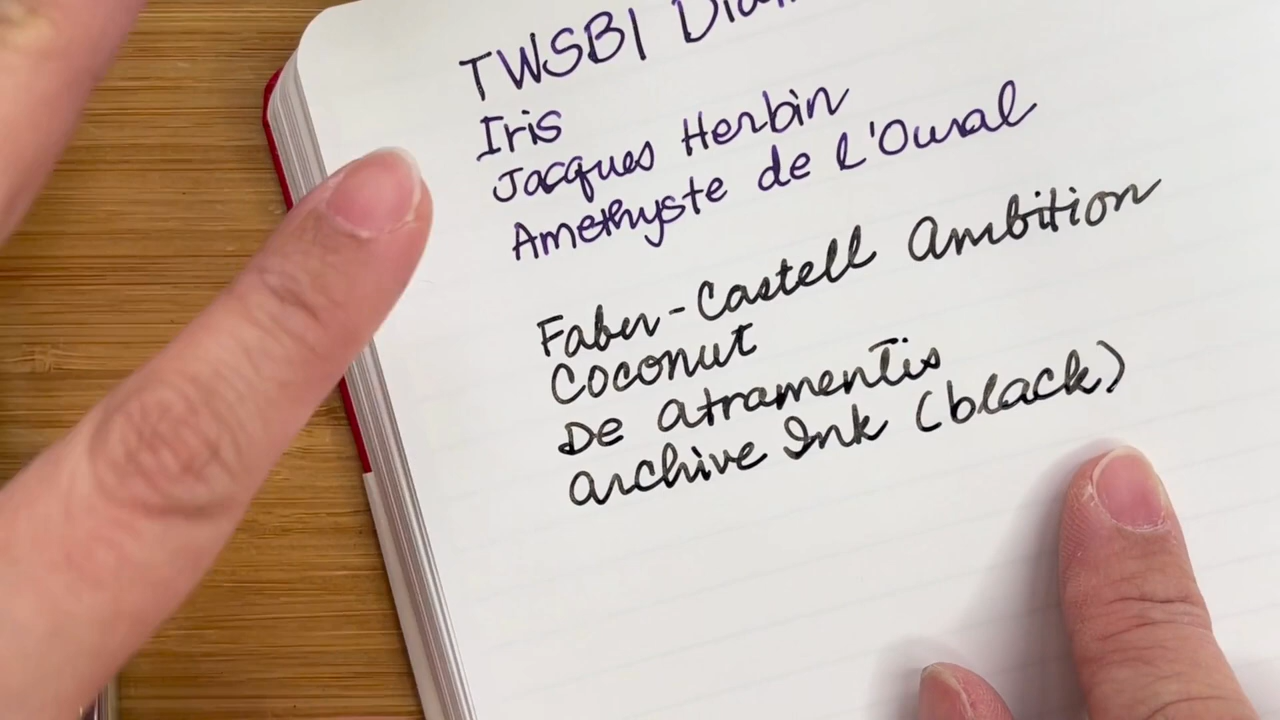 TWSBI
Iris
Jacques Herbin
Amethyste de l'Oural
Faber-Castell Ambition
Coconut
De Atramentis
Archive Ink (black)